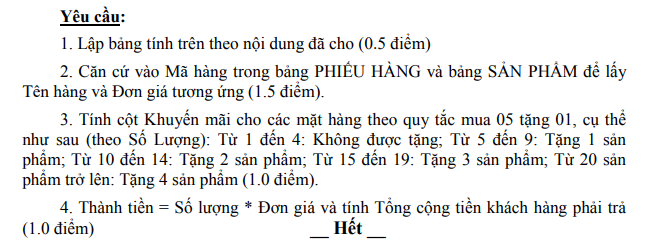 Yêu cầu:
1. Lập bảng tính trên theo nội dung đã cho (0.5 điểm)
2. Căn cứ vào Mã hàng trong bảng PHIẾU HÀNG và bảng SẢN PHẨM để lấy
Tên hàng và Đơn giá tương ứng (1.5 điểm).
3. Tính cột Khuyến mãi cho các mặt hàng theo quy tắc mua 05 tặng 01, cụ thể
như sau (theo Số Lượng): Từ 1 đến 4: Không được tặng; Từ 5 đến 9: Tặng 1 sản
phẩm; Từ 10 đến 14: Tặng 2 sản phẩm; Từ 15 đến 19: Tặng 3 sản phẩm; Từ 20 sản
phẩm trở lên: Tặng 4 sản phẩm (1.0 điểm).
4. Thành tiền = Số lượng * Đơn giá và tính Tổng cộng tiền khách hàng phải trả
(1.0 điểm)
__ Hết __